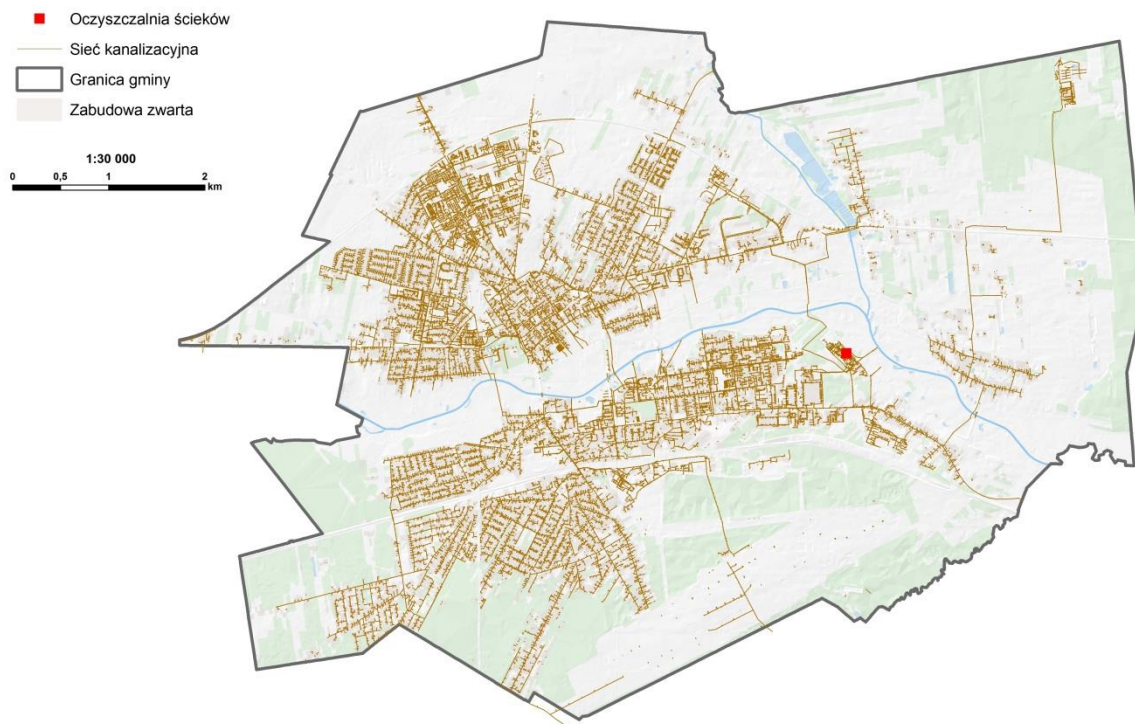 Oczyszczalnia ścieków
Sieć kanalizacyjna
Granica gminy
Zabudowa zwarta
1:30 000
0 0,5 1 2
km